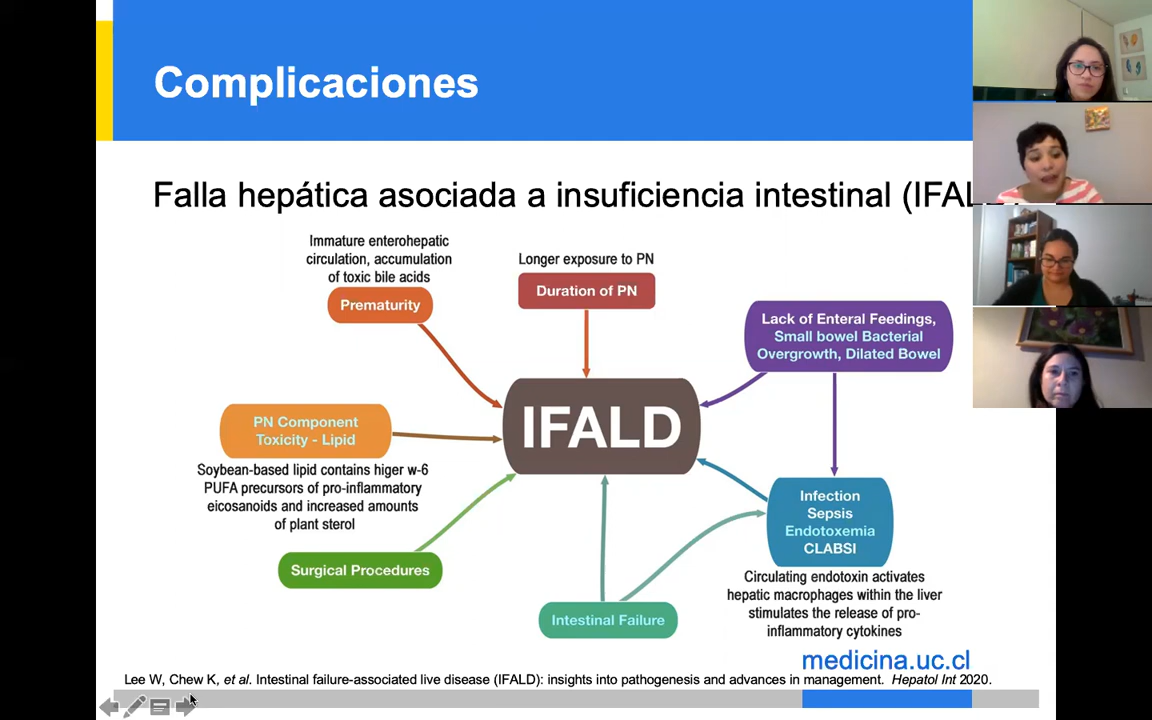 Complicaciones
Falla hepática asociada a insuficiencia intestinal (IFAL
Immature enterohepatic
circulation, accumulation
of toxic bile acids
Prematurity
Longer exposure to PN
Duration of PN
Lack of Enteral Feedings,
Small bowel Bacterial
Overgrowth, Dilated Bowel
IFALD
PN Component
Toxicity - Lipid
Soybean-based lipid contains higer w-6
PUFA precursors of pro-inflammatory
eicosanoids and increased amounts
of plant sterol
Surgical Procedures
Intestinal Failure
Infection
Sepsis
Endotoxemia
CLABSI
Circulating endotoxin activates
hepatic macrophages within the liver
stimulates the release of pro-
inflammatory cytokines
medicina.uc.cl
Lee W, Chew K, et al. Intestinal failure-associated live disease (IFALD): insights into pathogenesis and advances in management. Hepatol Int 2020.